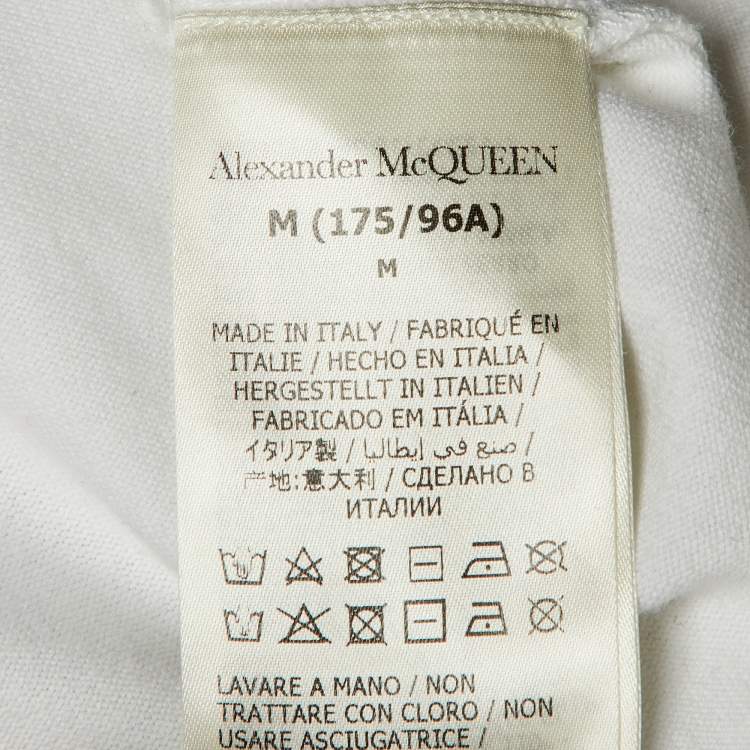 Alexander McQUEEN
M (175/96A)
M
MADE IN ITALY / FABRIQUÉ EN
ITALIE / HECHO EN ITALIA /
HERGESTELLT IN ITALIEN /
FABRICADO EM ITÁLIA /
イタリア製 / صنع في إيطاليا /
产地:意大利 / СДЕЛАНО В
ИТАЛИИ
LAVARE A MANO / NON
TRATTARE CON CLORO / NON
USARE ASCIUGATRICE /